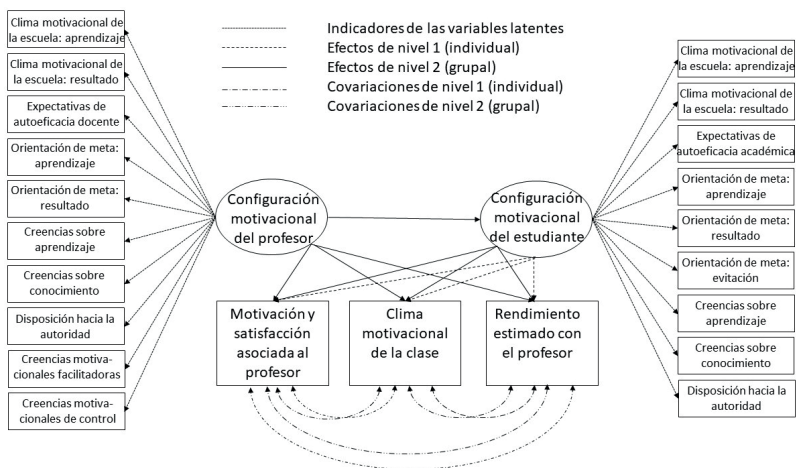 Clima motivacional de
la escuela: aprendizaje
Clima motivacional de
la escuela: resultado
Expectativas de
autoeficacia docente
Orientación de meta:
aprendizaje
Orientación de meta:
resultado
Creencias sobre
aprendizaje
Creencias sobre
conocimiento
Disposición hacia la
autoridad
Creencias motiva-
cionales facilitadoras
Creencias motiva-
cionales de control
Indicadores de las variables latentes
Efectos de nivel 1 (individual)
Efectos de nivel 2 (grupal)
Covariaciones de nivel 1 (individual)
Covariaciones de nivel 2 (grupal)
Configuración
motivacional
del profesor
Configuración
motivacional
del estudiante
Motivación y
satisfacción
asociada al
profesor
Clima
motivacional
de la clase
Rendimiento
estimado con
el profesor
Clima motivacional de
la escuela: aprendizaje
Clima motivacional de
la escuela: resultado
Expectativas de
autoeficacia académica
Orientación de meta:
aprendizaje
Orientación de meta:
resultado
Orientación de meta:
evitación
Creencias sobre
aprendizaje
Creencias sobre
conocimiento
Disposición hacia la
autoridad